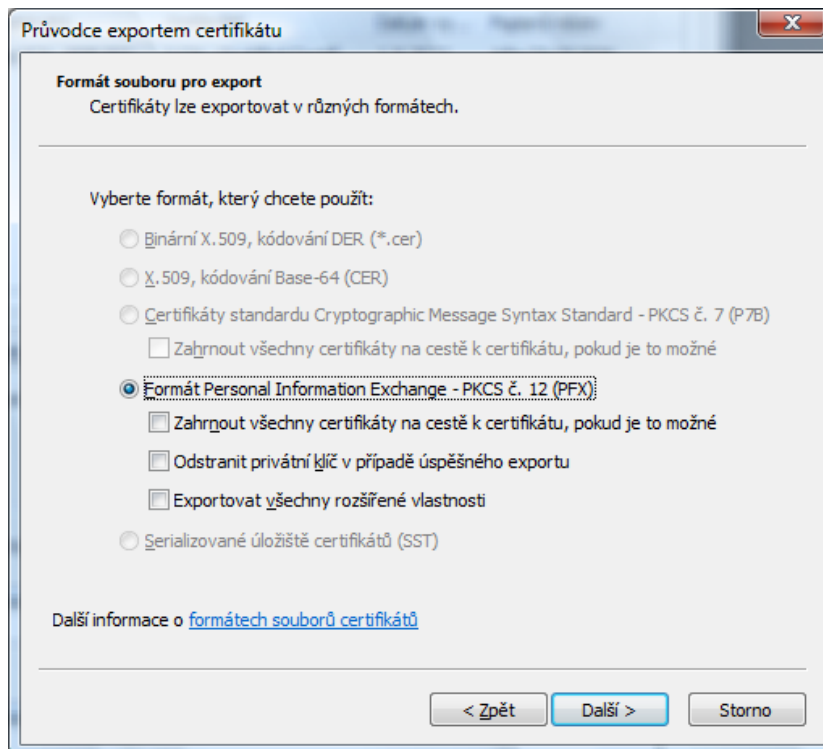 Průvodce exportem certifikátu
Formát souboru pro export
Certifikáty lze exportovat v různých formátech.
Vyberte formát, který chcete použít:
Binární X.509, kódování DER (*.cer)
X.509, kódování Base-64 (CER)
Certifikáty standardu Cryptographic Message Syntax Standard - PKCS č. 7 (P7B)
Zahrnout všechny certifikáty na cestě k certifikátu, pokud je to možné
Formát Personal Information Exchange - PKCS č. 12 (PFX)
Zahrnout všechny certifikáty na cestě k certifikátu, pokud je to možné
Odstranit privátní klíč v případě úspěšného exportu
Exportovat všechny rozšířené vlastnosti
Serializované úložiště certifikátů (SST)
Další informace o formátech souborů certifikátů
< Zpět Další > Storno